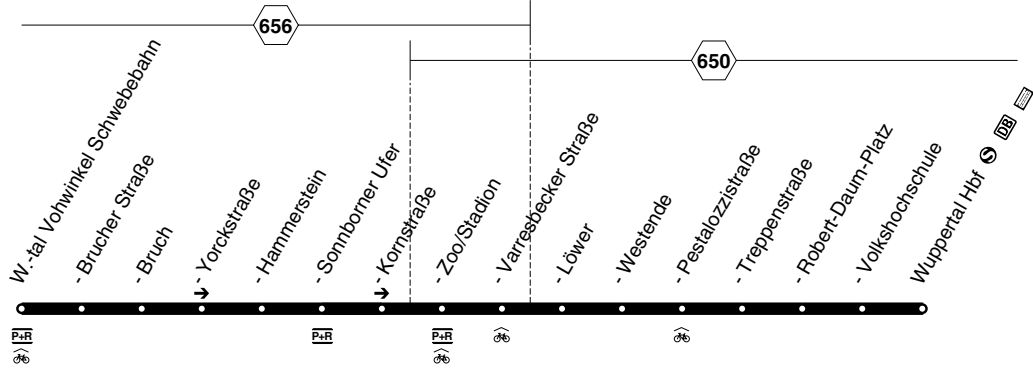 656
650
W.-tal Vohwinkel Schwebebahn
- Brucher Straße
- Bruch
- Yorckstraße
- Hammerstein
- Sonnborner Ufer
- Kornstraße
- Zoo/Stadion
- Varresbecker Straße
- Löwer
- Westende
- Pestalozzistraße
- Treppenstraße
- Robert-Daum-Platz
- Volkshochschule
Wuppertal Hbf S DB
P+R
P+R
P+R